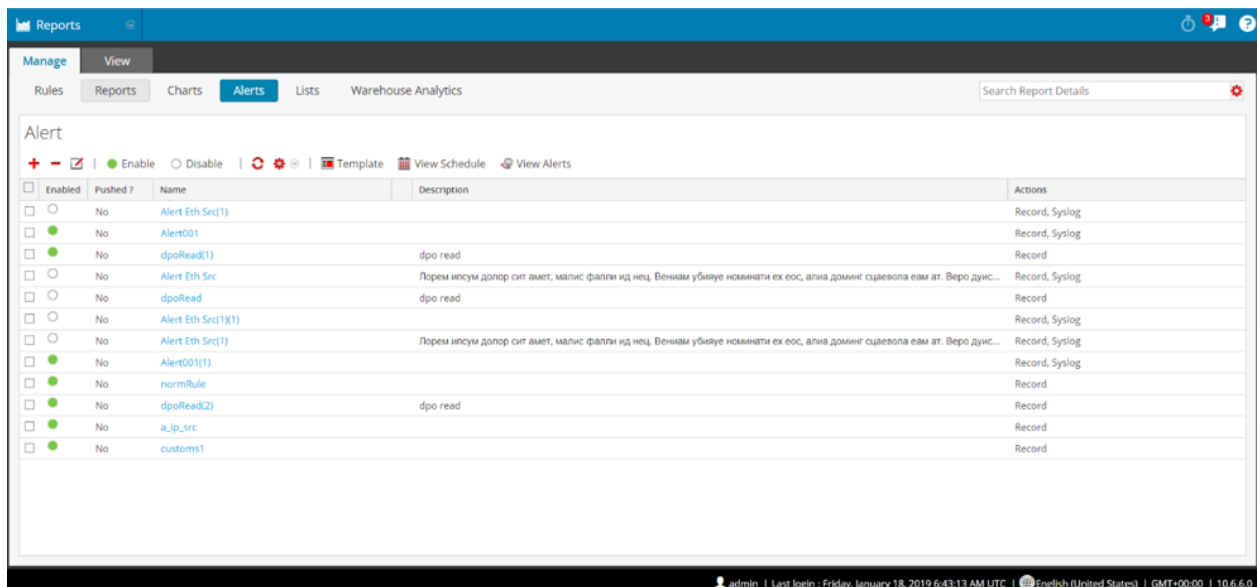 Reports
3
?
Manage View
Rules Reports Charts Alerts Lists Warehouse Analytics Search Report Details
Alert
Enable Disable Template View Schedule View Alerts
Enabled Pushed ? Name Description Actions
No Alert Eth Src(1) Record, Syslog
No Alert001 Record, Syslog
No dpoRead(1) dpo read Record
No Alert Eth Src Лорем ипсум долор сит амет, малис фалли ид нец. Вениам убияуе номинати ех еос, алиа доминг сцаевола еам ат. Веро дуис... Record, Syslog
No dpoRead dpo read Record
No Alert Eth Src(1)(1) Record, Syslog
No Alert Eth Src(1) Лорем ипсум долор сит амет, малис фалли ид нец. Вениам убияуе номинати ех еос, алиа доминг сцаевола еам ат. Веро дуис... Record, Syslog
No Alert001(1) Record, Syslog
No normRule Record
No dpoRead(2) dpo read Record
No a_ip_src Record
No customs1 Record
admin | Last login : Friday, January 18, 2019 6:43:13 AM UTC | English (United States) | GMT+00:00 | 10.6.6.0